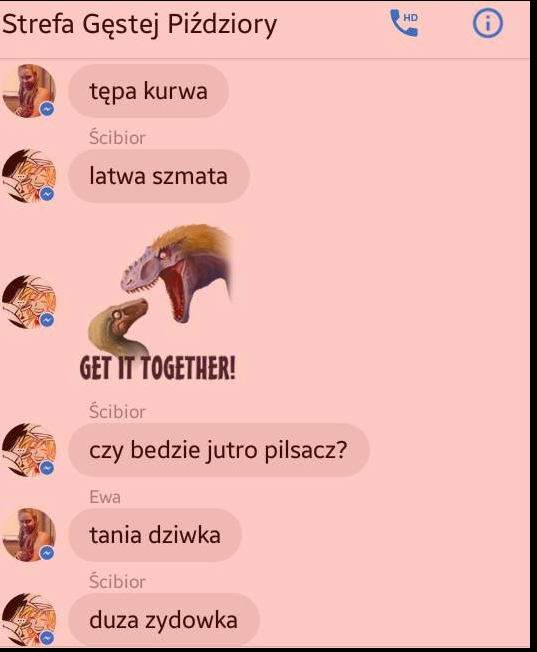 Strefa Gęstej Piździory
HD
tępa kurwa
Ścibior
latwa szmata
GET IT TOGETHER!
Ścibior
czy bedzie jutro pilsacz?
Ewa
tania dziwka
Ścibior
duza zydowka